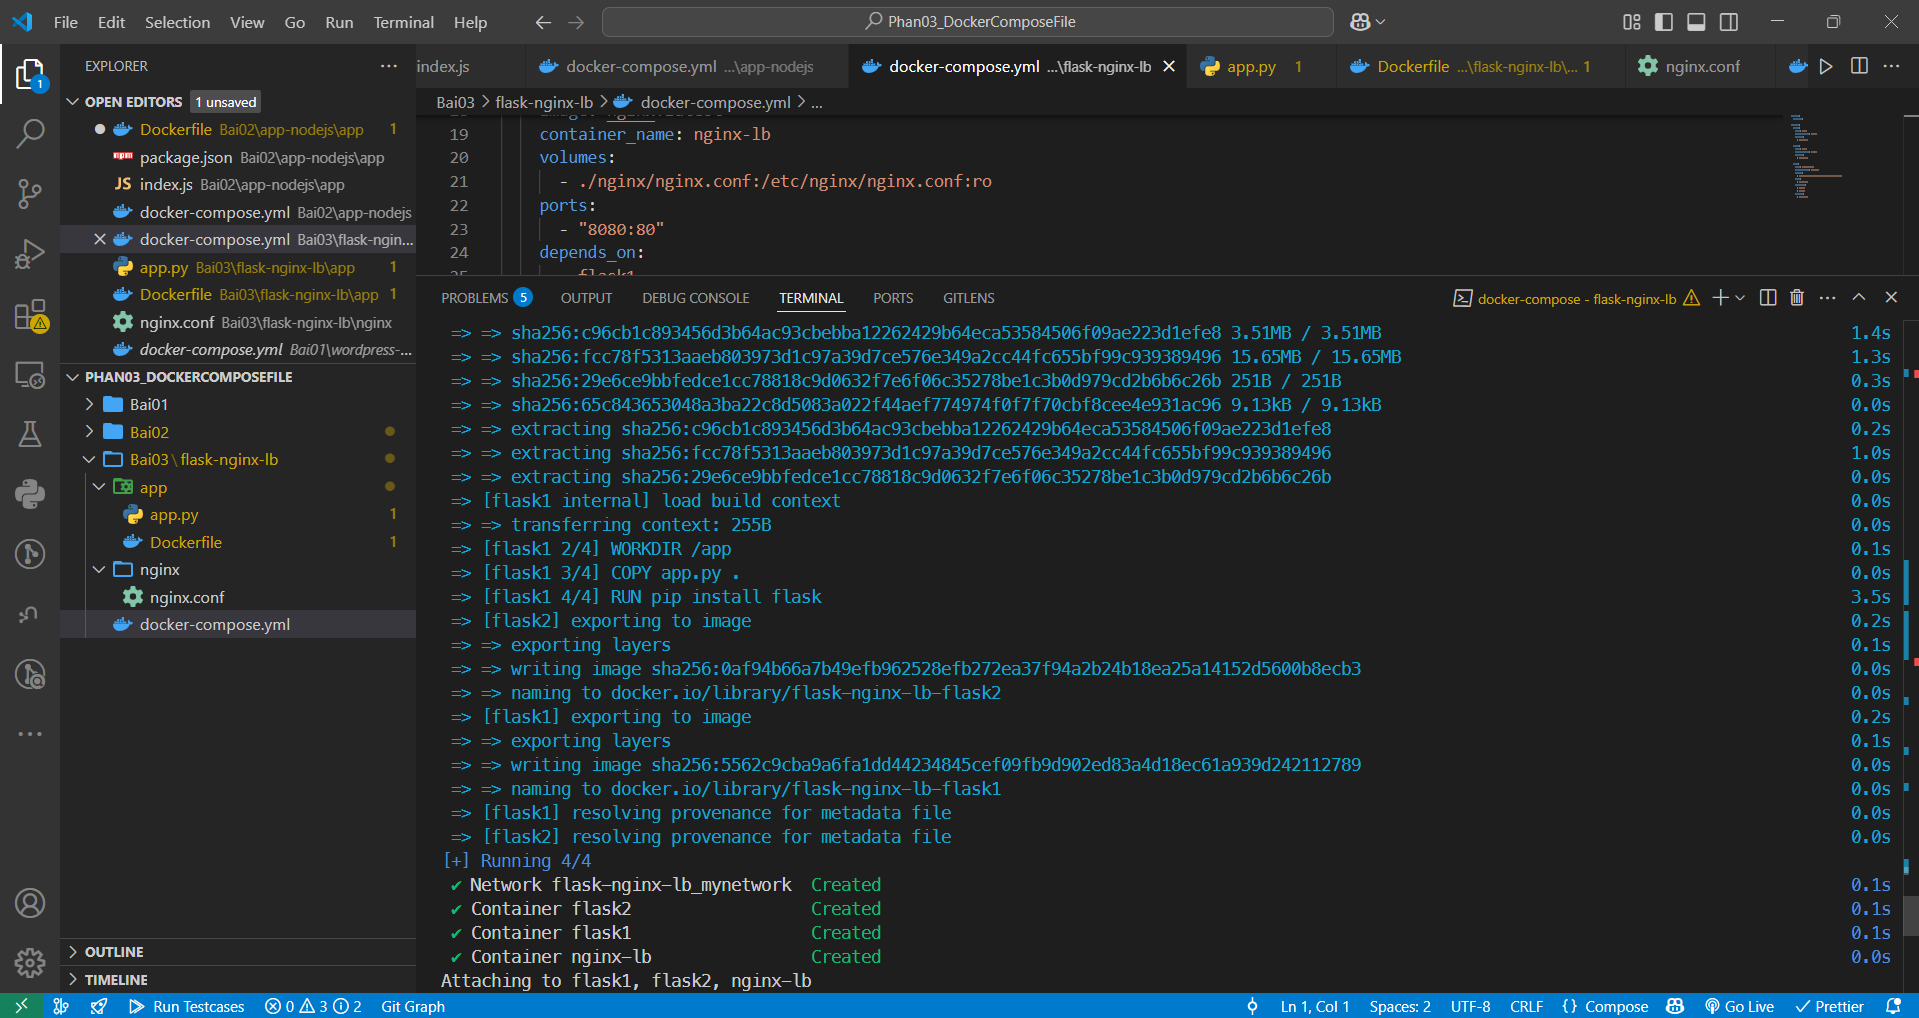 File Edit Selection View Go Run Terminal Help
Phan03_DockerComposeFile
EXPLORER
OPEN EDITORS 1 unsaved
Dockerfile Bai02\app-nodejs\app 1
package.json Bai02\app-nodejs\app
JS index.js Bai02\app-nodejs\app
docker-compose.yml Bai02\app-nodejs
docker-compose.yml Bai03\flask-ngin...
app.py Bai03\flask-nginx-lb\app 1
Dockerfile Bai03\flask-nginx-lb\app 1
nginx.conf Bai03\flask-nginx-lb\nginx
docker-compose.yml Bai01\wordpress-...
PHAN03_DOCKERCOMPOSEFILE
Bai01
Bai02
Bai03\flask-nginx-lb
app
app.py 1
Dockerfile 1
nginx
nginx.conf
docker-compose.yml
OUTLINE
TIMELINE
index.js docker-compose.yml ...\app-nodejs docker-compose.yml ...\flask-nginx-lb app.py 1 Dockerfile ...\flask-nginx-lb\... 1 nginx.conf
Bai03 > flask-nginx-lb > docker-compose.yml > ...
19 container_name: nginx-lb
20 volumes:
21 - ./nginx/nginx.conf:/etc/nginx/nginx.conf:ro
22 ports:
23 - "8080:80"
24 depends_on:
PROBLEMS 5 OUTPUT DEBUG CONSOLE TERMINAL PORTS GITLENS docker-compose - flask-nginx-lb
=> => sha256:c96cb1c893456d3b64ac93cbebba12262429b64eca53584506f09ae223d1efe8 3.51MB / 3.51MB 1.4s
=> => sha256:fcc78f5313aaeb803973d1c97a39d7ce576e349a2cc44fc655bf99c939389496 15.65MB / 15.65MB 1.3s
=> => sha256:29e6ce9bbfedce1cc78818c9d0632f7e6f06c35278be1c3b0d979cd2b6b6c26b 251B / 251B 0.3s
=> => sha256:65c843653048a3ba22c8d5083a022f44aef774974f0f7f70cbf8cee4e931ac96 9.13kB / 9.13kB 0.0s
=> => extracting sha256:c96cb1c893456d3b64ac93cbebba12262429b64eca53584506f09ae223d1efe8 0.2s
=> => extracting sha256:fcc78f5313aaeb803973d1c97a39d7ce576e349a2cc44fc655bf99c939389496 1.0s
=> => extracting sha256:29e6ce9bbfedce1cc78818c9d0632f7e6f06c35278be1c3b0d979cd2b6b6c26b 0.0s
=> [flask1 internal] load build context 0.0s
=> => transferring context: 255B 0.0s
=> [flask1 2/4] WORKDIR /app 0.1s
=> [flask1 3/4] COPY app.py . 0.0s
=> [flask1 4/4] RUN pip install flask 3.5s
=> [flask2] exporting to image 0.2s
=> => exporting layers 0.1s
=> => writing image sha256:0af94b66a7b49efb962528efb272ea37f94a2b24b18ea25a14152d5600b8ecb3 0.0s
=> => naming to docker.io/library/flask-nginx-lb-flask2 0.0s
=> [flask1] exporting to image 0.2s
=> => exporting layers 0.1s
=> => writing image sha256:5562c9cba9a6fa1dd44234845cef09fb9d902ed83a4d18ec61a939d242112789 0.0s
=> => naming to docker.io/library/flask-nginx-lb-flask1 0.0s
=> [flask1] resolving provenance for metadata file 0.0s
=> [flask2] resolving provenance for metadata file 0.0s
[+] Running 4/4
✔ Network flask-nginx-lb_mynetwork Created 0.1s
✔ Container flask2 Created 0.1s
✔ Container flask1 Created 0.1s
✔ Container nginx-lb Created 0.0s
Attaching to flask1, flask2, nginx-lb
Run Testcases 0 3 2 Git Graph Ln 1, Col 1 Spaces: 2 UTF-8 CRLF {} Compose Go Live Prettier